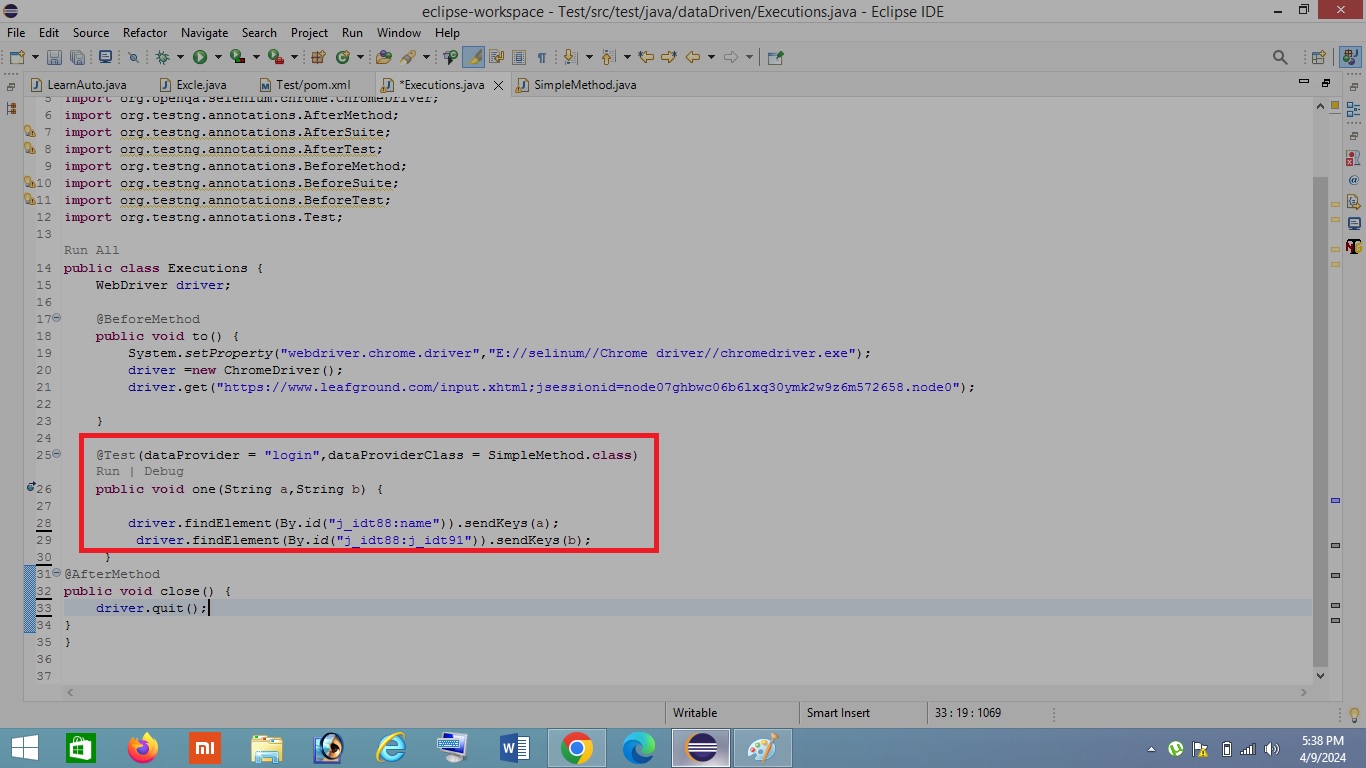 eclipse-workspace - Test/src/test/java/dataDriven/Executions.java - Eclipse IDE
File Edit Source Refactor Navigate Search Project Run Window Help
LearnAuto.java Excle.java Test/pom.xml *Executions.java SimpleMethod.java
5 import org.openqa.selenium.chrome.ChromeDriver;
6 import org.testng.annotations.AfterMethod;
7 import org.testng.annotations.AfterSuite;
8 import org.testng.annotations.AfterTest;
9 import org.testng.annotations.BeforeMethod;
10 import org.testng.annotations.BeforeSuite;
11 import org.testng.annotations.BeforeTest;
12 import org.testng.annotations.Test;
13
Run All
14 public class Executions {
15 WebDriver driver;
16
17 @BeforeMethod
18 public void to() {
19 System.setProperty("webdriver.chrome.driver","E://selinum//Chrome driver//chromedriver.exe");
20 driver =new ChromeDriver();
21 driver.get("https://www.leafground.com/input.xhtml;jsessionid=node07ghbwc06b6lxq30ymk2w9z6m572658.node0");
22
23 }
24
25 @Test(dataProvider = "login",dataProviderClass = SimpleMethod.class)
Run | Debug
26 public void one(String a,String b) {
27
28 driver.findElement(By.id("j_idt88:name")).sendKeys(a);
29 driver.findElement(By.id("j_idt88:j_idt91")).sendKeys(b);
30 }
31 @AfterMethod
32 public void close() {
33 driver.quit();
34 }
35 }
36
37
Writable Smart Insert 33 : 19 : 1069
5:38 PM
4/9/2024